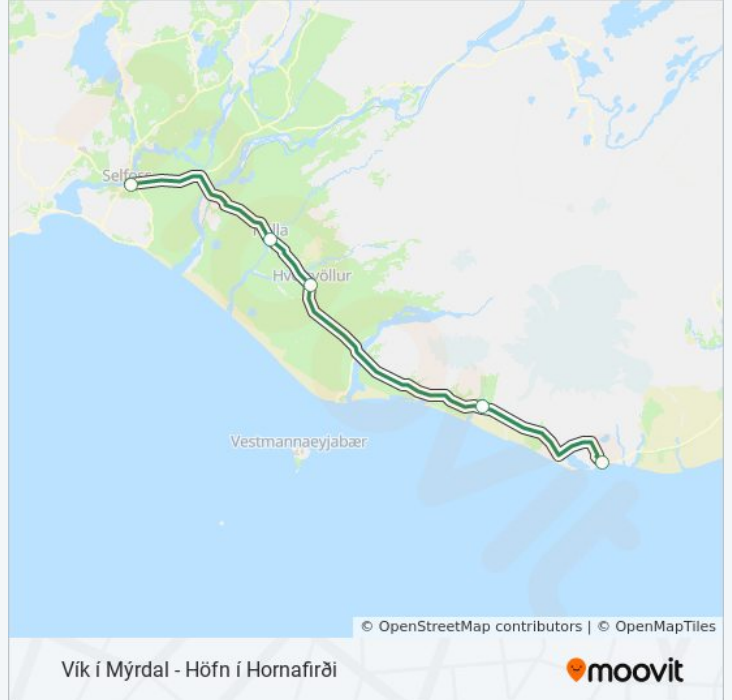 Selfoss
Hella
Hvolsvöllur
Vestmannaeyjabær
© OpenStreetMap contributors | © OpenMapTiles
Vík í Mýrdal - Höfn í Hornafirði
moovit